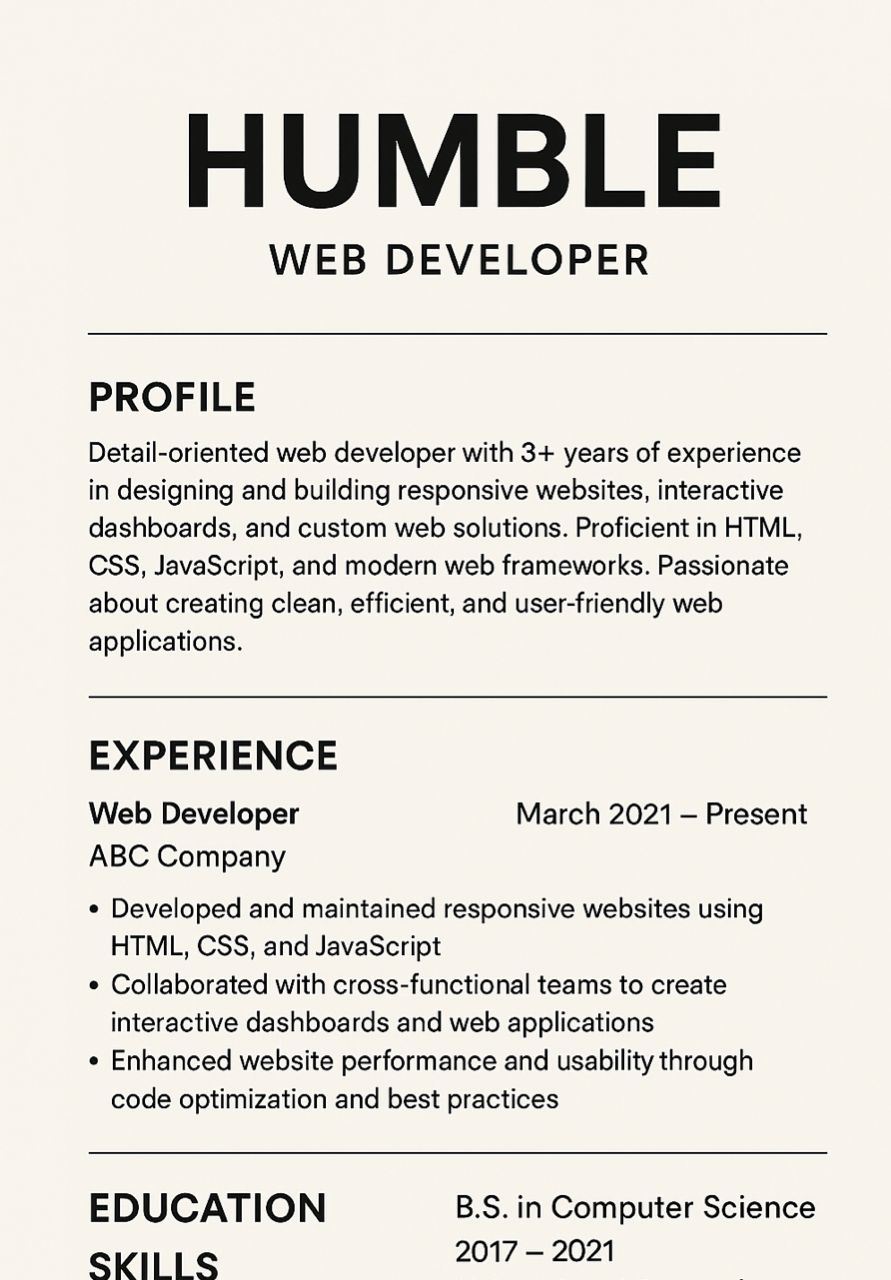 HUMBLE
WEB DEVELOPER
PROFILE
Detail-oriented web developer with 3+ years of experience
in designing and building responsive websites, interactive
dashboards, and custom web solutions. Proficient in HTML,
CSS, JavaScript, and modern web frameworks. Passionate
about creating clean, efficient, and user-friendly web
applications.
EXPERIENCE
Web Developer March 2021 – Present
ABC Company
• Developed and maintained responsive websites using
HTML, CSS, and JavaScript
• Collaborated with cross-functional teams to create
interactive dashboards and web applications
• Enhanced website performance and usability through
code optimization and best practices
EDUCATION B.S. in Computer Science
2017 – 2021
SKILLS